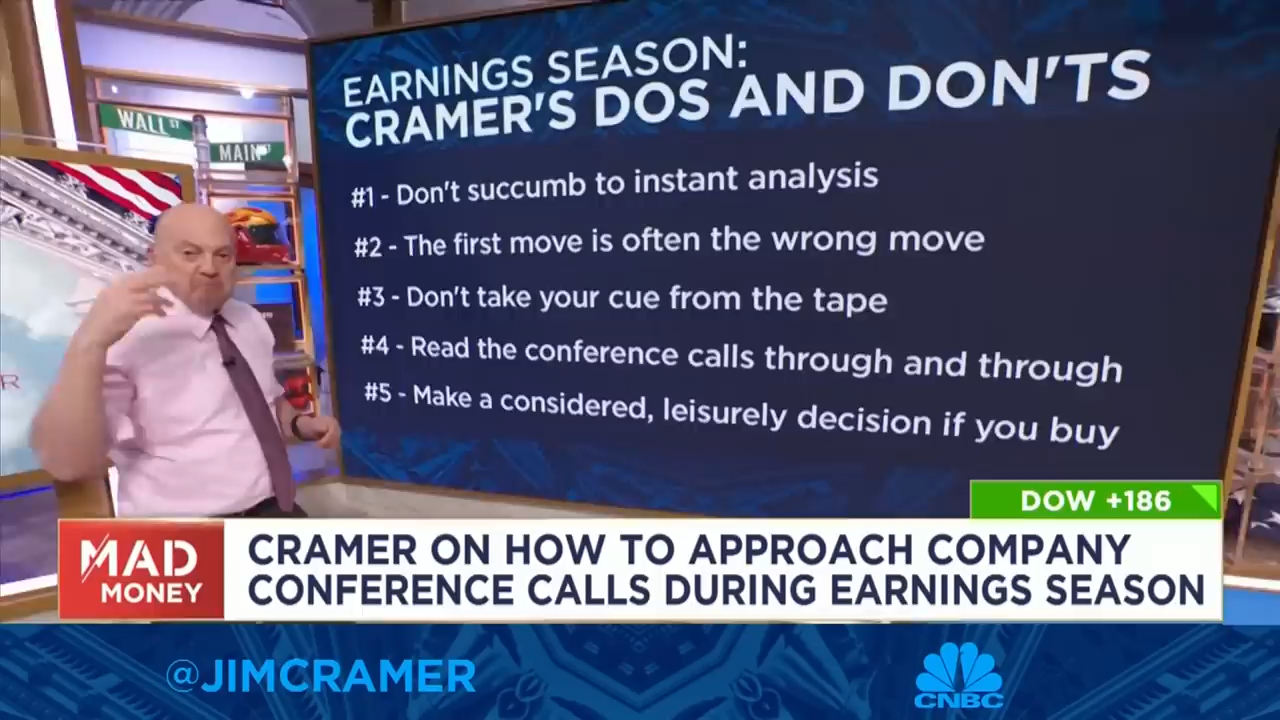 WALL ST
MAIN ST
R
EARNINGS SEASON:
CRAMER'S DOS AND DON'TS
#1 - Don't succumb to instant analysis
#2 - The first move is often the wrong move
#3 - Don't take your cue from the tape
#4 - Read the conference calls through and through
#5 - Make a considered, leisurely decision if you buy
DOW +186
MAD
MONEY
CRAMER ON HOW TO APPROACH COMPANY
CONFERENCE CALLS DURING EARNINGS SEASON
@JIMCRAMER
CNBC